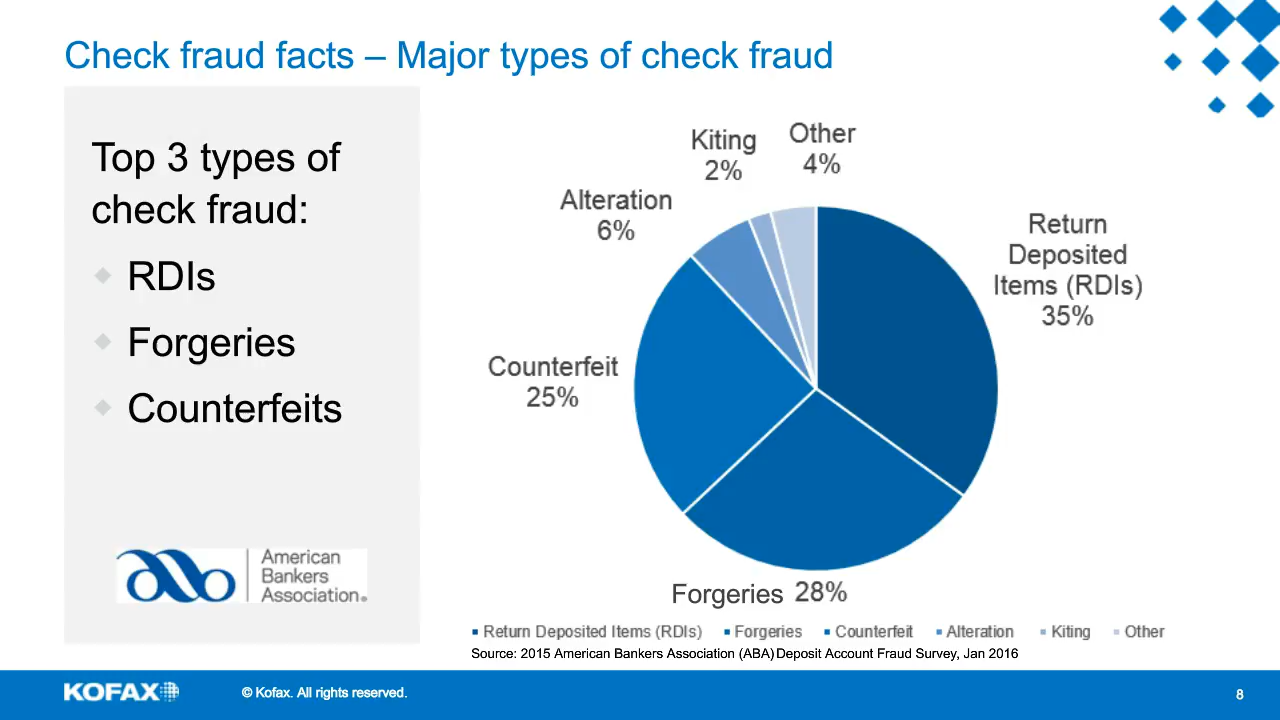 Check fraud facts – Major types of check fraud
Top 3 types of
check fraud:
RDIs
Forgeries
Counterfeits
American
Bankers
Association®
Kiting
2%
Other
4%
Alteration
6%
Return
Deposited
Items (RDIs)
35%
Counterfeit
25%
Forgeries 28%
Return Deposited Items (RDIs) Forgeries Counterfeit Alteration Kiting Other
Source: 2015 American Bankers Association (ABA) Deposit Account Fraud Survey, Jan 2016
KOFAX
© Kofax. All rights reserved.
8